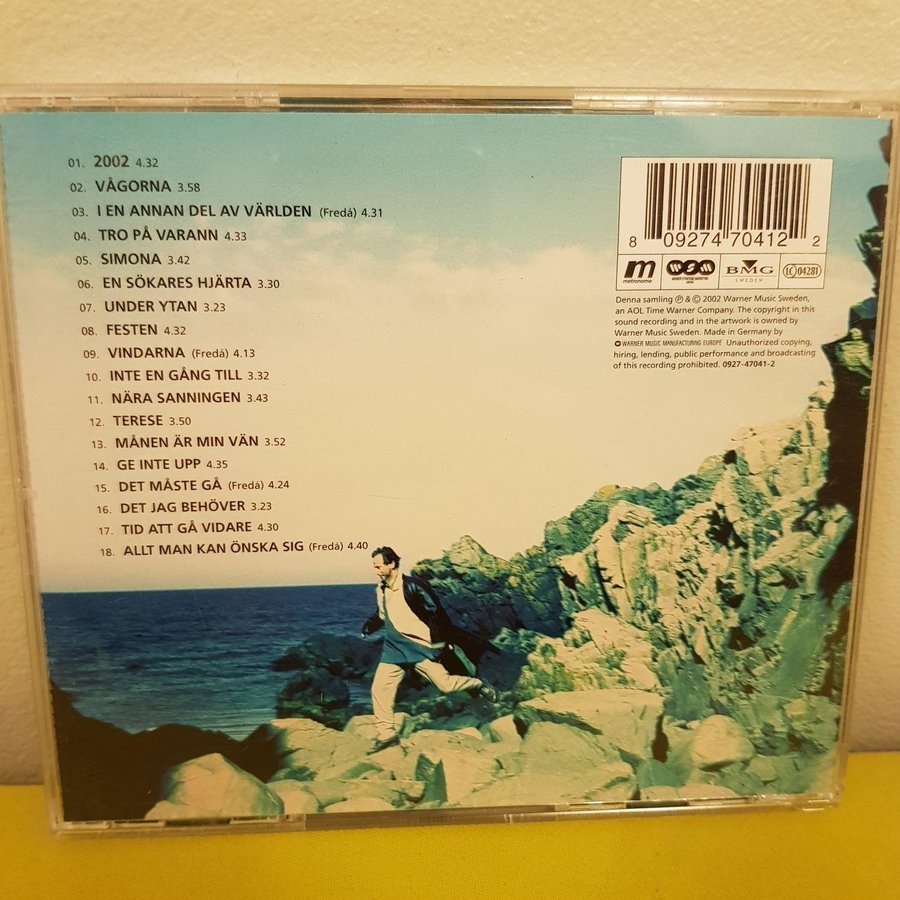 01. 2002 4.32
02. VÅGORNA 3.58
03. I EN ANNAN DEL AV VÄRLDEN (Fredá) 4.31
04. TRO PÅ VARANN 4.33
05. SIMONA 3.42
06. EN SÖKARES HJÄRTA 3.30
07. UNDER YTAN 3.23
08. FESTEN 4.32
09. VINDARNA (Fredá) 4.13
10. INTE EN GÅNG TILL 3.32
11. NÄRA SANNINGEN 3.43
12. TERESE 3.50
13. MÅNEN ÄR MIN VÄN 3.52
14. GE INTE UPP 4.35
15. DET MÅSTE GÅ (Fredá) 4.24
16. DET JAG BEHÖVER 3.23
17. TID ATT GÅ VIDARE 4.30
18. ALLT MAN KAN ÖNSKA SIG (Fredá) 4.40
8 09274 70412 2
m WSM BMG LC 04281
metronome SWEDEN
Denna samling ℗ & © 2002 Warner Music Sweden,
an AOL Time Warner Company. The copyright in this
sound recording and in the artwork is owned by
Warner Music Sweden. Made in Germany by
WARNER MUSIC MANUFACTURING EUROPE. Unauthorized copying,
hiring, lending, public performance and broadcasting
of this recording prohibited. 0927-47041-2